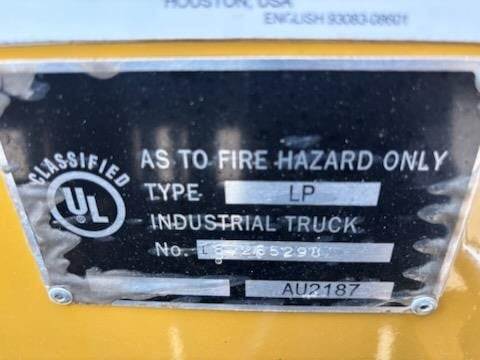 HOUSTON, USA
ENGLISH 93083-08601
CLASSIFIED
UL
AS TO FIRE HAZARD ONLY
TYPE LP
INDUSTRIAL TRUCK
No.
AU2187